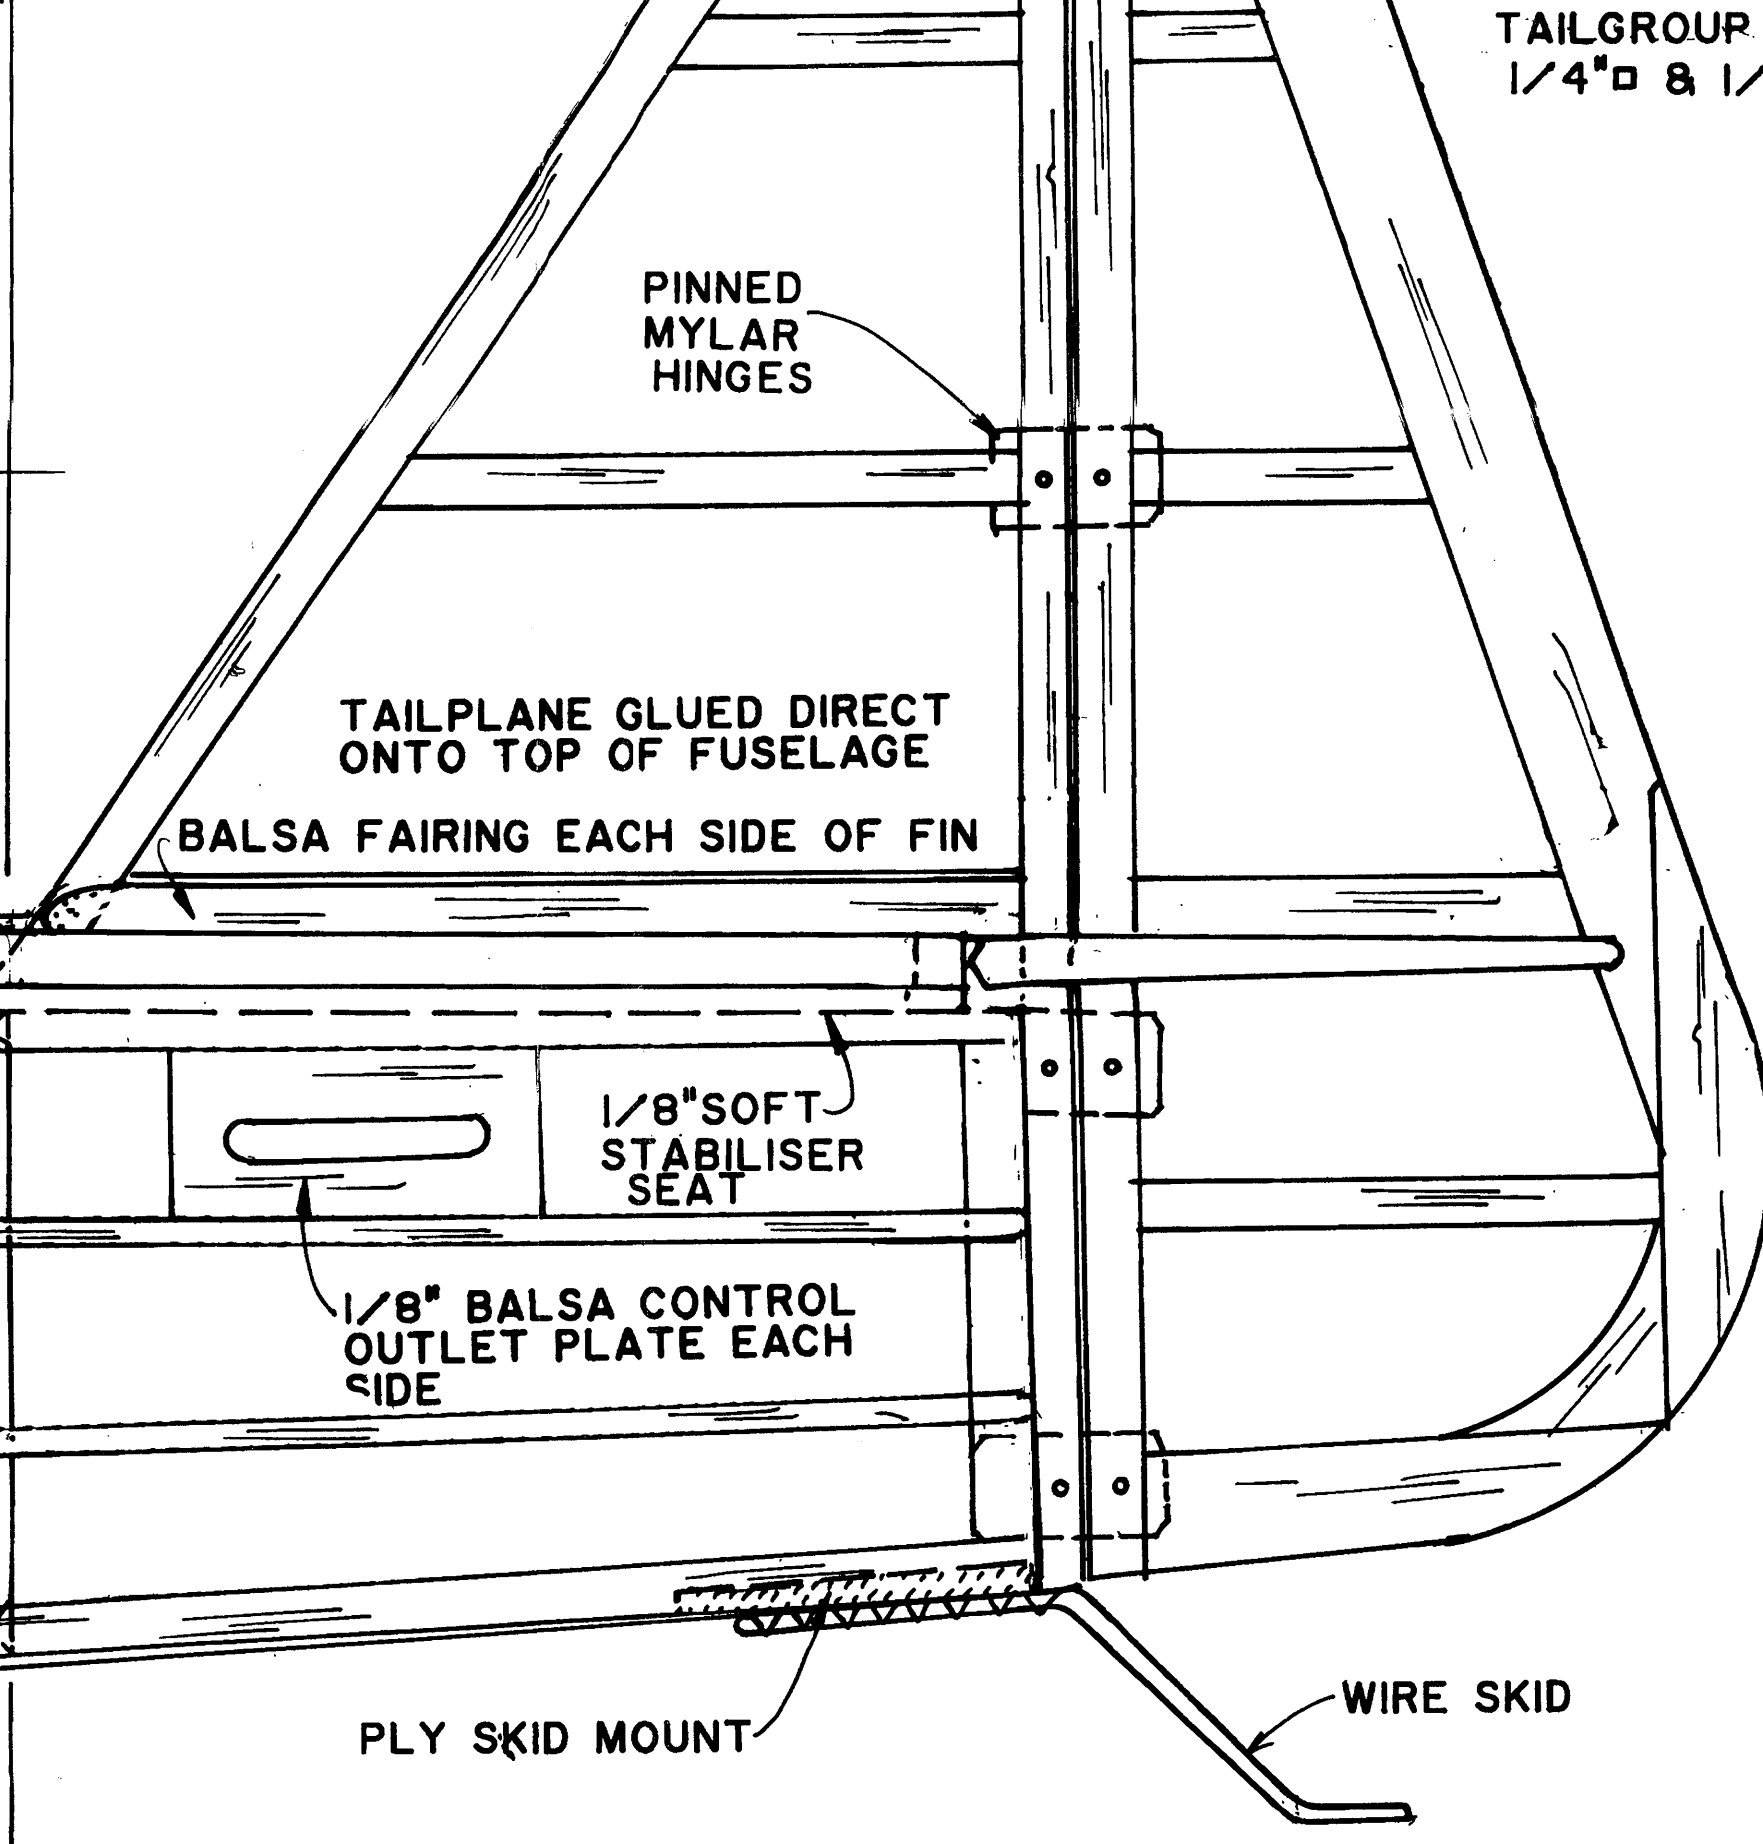 TAILGROUP
1/4"□ & 1/
PINNED
MYLAR
HINGES
TAILPLANE GLUED DIRECT
ONTO TOP OF FUSELAGE
BALSA FAIRING EACH SIDE OF FIN
1/8" SOFT
STABILISER
SEAT
1/8" BALSA CONTROL
OUTLET PLATE EACH
SIDE
PLY SKID MOUNT
WIRE SKID